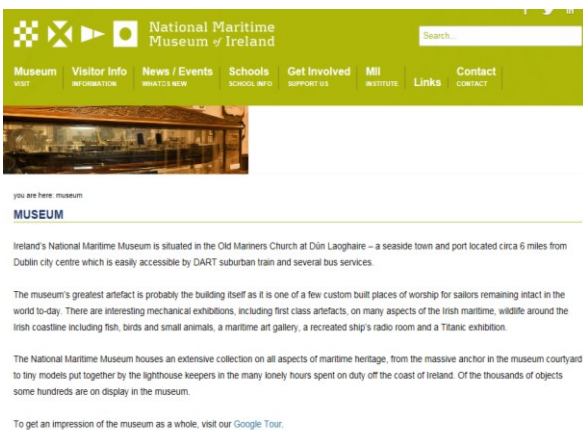 National Maritime
Museum of Ireland
Search...
Museum
VISIT
Visitor Info
INFORMATION
News / Events
WHAT□S NEW
Schools
SCHOOL INFO
Get Involved
SUPPORT US
MII
INSTITUTE
Links
Contact
CONTACT
you are here: museum
MUSEUM
Ireland's National Maritime Museum is situated in the Old Mariners Church at Dún Laoghaire – a seaside town and port located circa 6 miles from
Dublin city centre which is easily accessible by DART suburban train and several bus services.
The museum's greatest artefact is probably the building itself as it is one of a few custom built places of worship for sailors remaining intact in the
world to-day. There are interesting mechanical exhibitions, including first class artefacts, on many aspects of the Irish maritime, wildlife around the
Irish coastline including fish, birds and small animals, a maritime art gallery, a recreated ship's radio room and a Titanic exhibition.
The National Maritime Museum houses an extensive collection on all aspects of maritime heritage, from the massive anchor in the museum courtyard
to tiny models put together by the lighthouse keepers in the many lonely hours spent on duty off the coast of Ireland. Of the thousands of objects
some hundreds are on display in the museum.
To get an impression of the museum as a whole, visit our Google Tour.